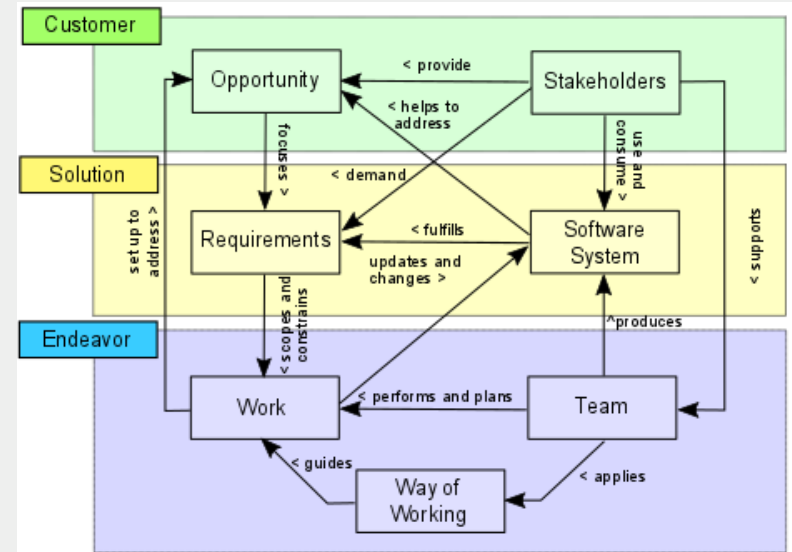 Customer
Opportunity
< provide
Stakeholders
< helps to
address
focuses >
use and
consume >
Solution
< demand
Requirements
< fulfills
Software
System
updates and
changes >
set up to
address >
supports >
< scopes and
constrains
Endeavor
^produces
Work
< performs and plans
Team
< guides
Way of
Working
< applies